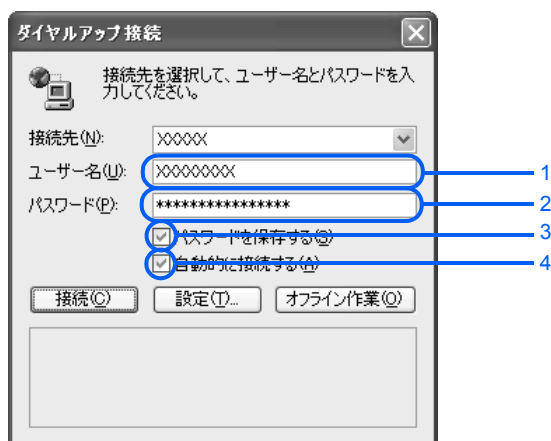 ダイヤルアップ接続
接続先を選択して、ユーザー名とパスワードを入
力してください。
接続先(N):
XXXXX
ユーザー名(U):
XXXXXXXX
1
パスワード(P):
****************
2
パスワードを保存する(S)
3
自動的に接続する(A)
4
接続(C)
設定(T)...
オフライン作業(O)